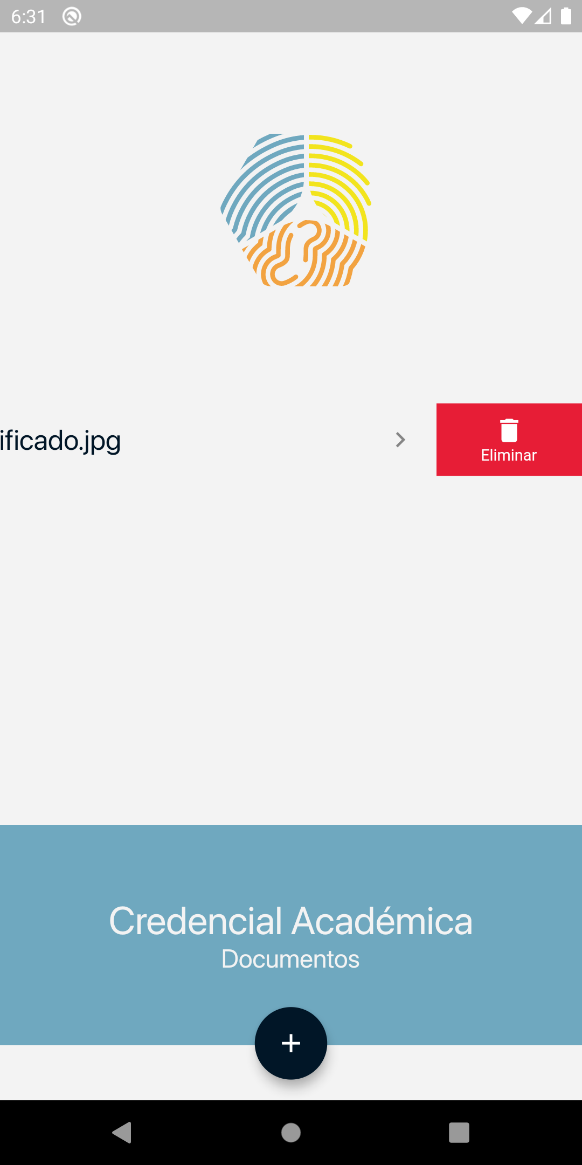 6:31
ificado.jpg
Eliminar
Credencial Académica
Documentos
+